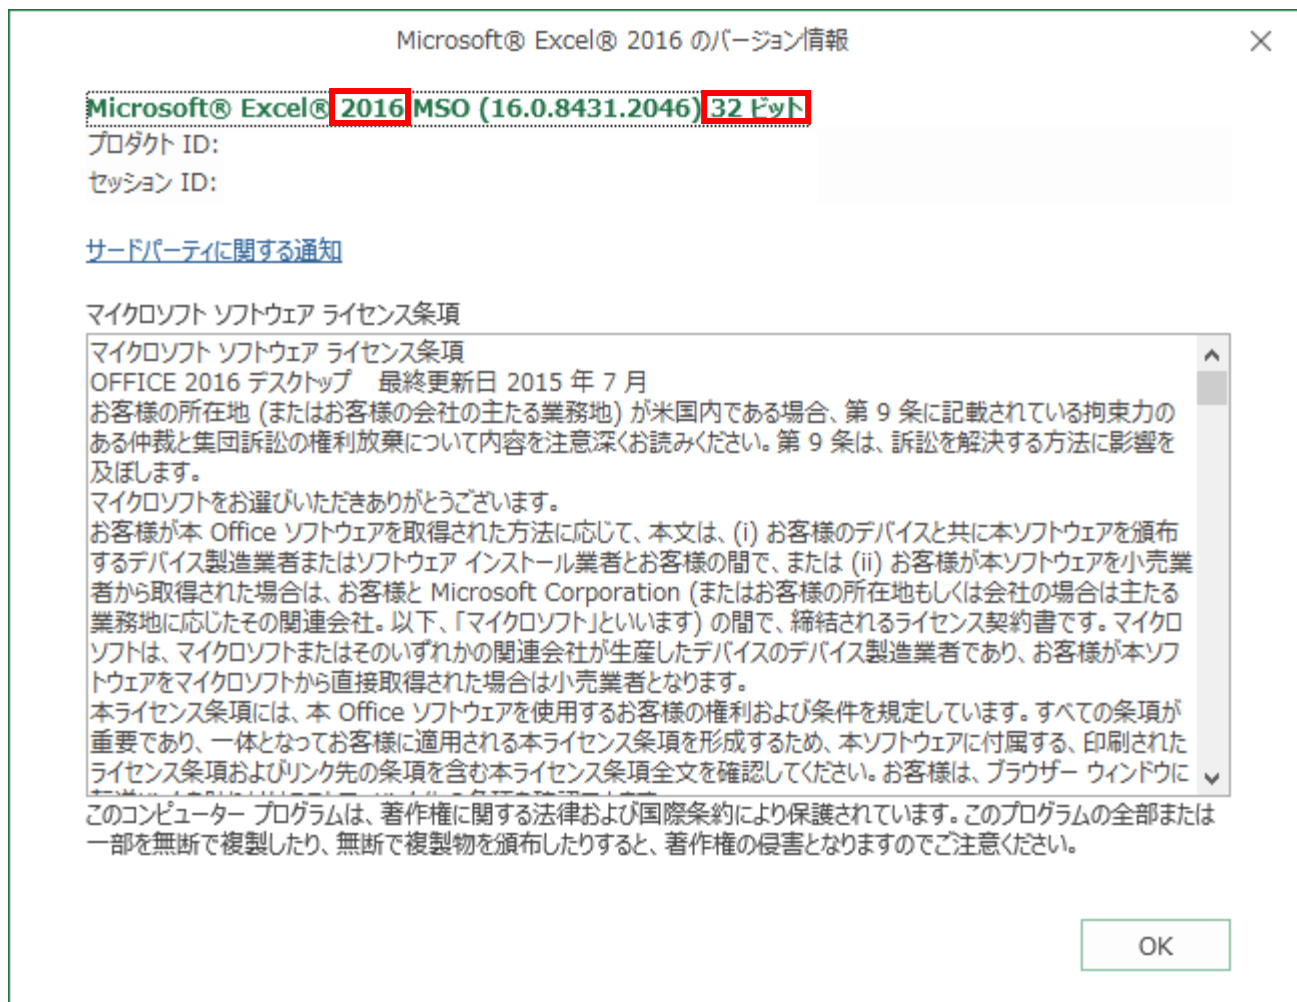 Microsoft® Excel® 2016 のバージョン情報
Microsoft® Excel® 2016 MSO (16.0.8431.2046) 32 ビット
プロダクト ID:
セッション ID:
サードパーティに関する通知
マイクロソフト ソフトウェア ライセンス条項
マイクロソフト ソフトウェア ライセンス条項
OFFICE 2016 デスクトップ 最終更新日 2015 年 7 月
お客様の所在地 (またはお客様の会社の主たる業務地) が米国内である場合、第 9 条に記載されている拘束力の
ある仲裁と集団訴訟の権利放棄について内容を注意深くお読みください。第 9 条は、訴訟を解決する方法に影響を
及ぼします。
マイクロソフトをお選びいただきありがとうございます。
お客様が本 Office ソフトウェアを取得された方法に応じて、本文は、(i) お客様のデバイスと共に本ソフトウェアを頒布
するデバイス製造業者またはソフトウェア インストール業者とお客様の間で、または (ii) お客様が本ソフトウェアを小売業
者から取得された場合は、お客様と Microsoft Corporation (またはお客様の所在地もしくは会社の場合は主たる
業務地に応じたその関連会社。以下、「マイクロソフト」といいます) の間で、締結されるライセンス契約書です。マイクロ
ソフトは、マイクロソフトまたはそのいずれかの関連会社が生産したデバイスのデバイス製造業者であり、お客様が本ソフ
トウェアをマイクロソフトから直接取得された場合は小売業者となります。
本ライセンス条項には、本 Office ソフトウェアを使用するお客様の権利および条件を規定しています。すべての条項が
重要であり、一体となってお客様に適用される本ライセンス条項を形成するため、本ソフトウェアに付属する、印刷された
ライセンス条項およびリンク先の条項を含む本ライセンス条項全文を確認してください。お客様は、ブラウザー ウィンドウに
このコンピューター プログラムは、著作権に関する法律および国際条約により保護されています。このプログラムの全部または
一部を無断で複製したり、無断で複製物を頒布したりすると、著作権の侵害となりますのでご注意ください。
OK